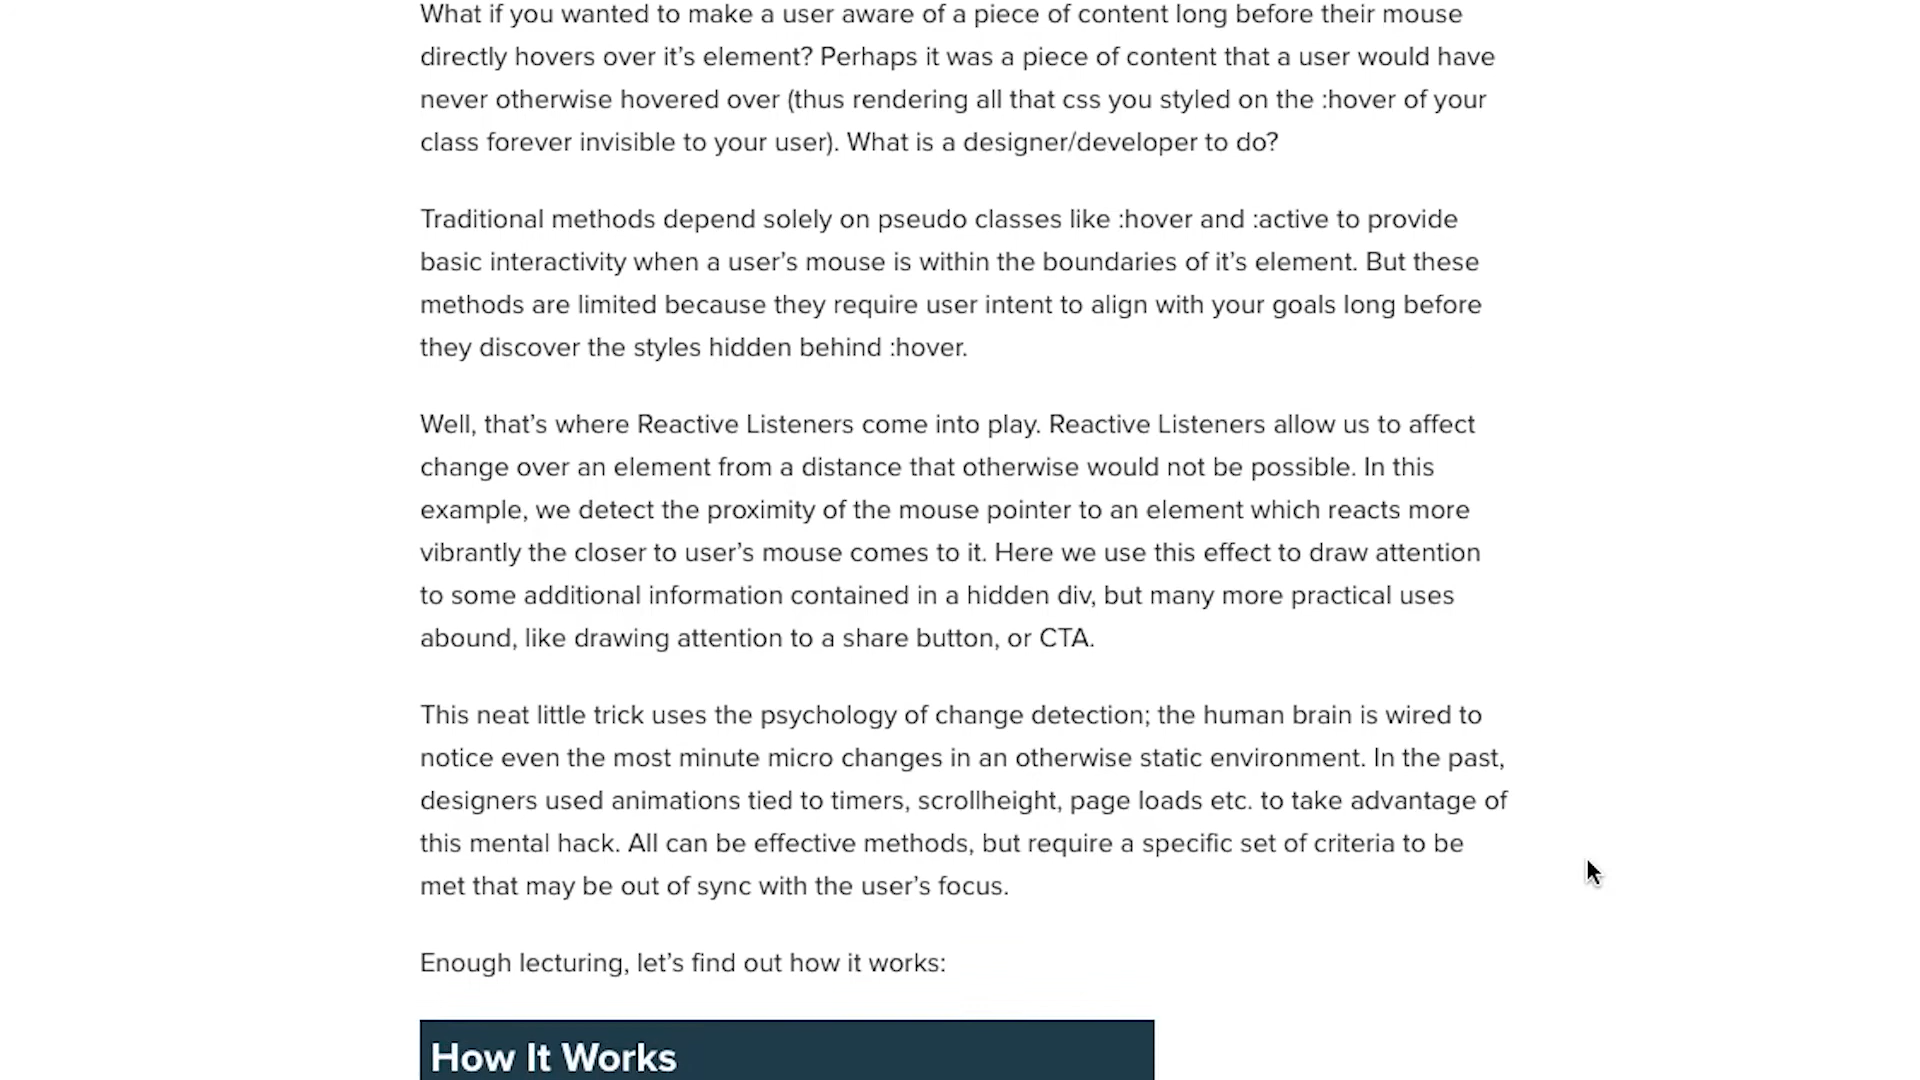 What if you wanted to make a user aware of a piece of content long before their mouse
directly hovers over it’s element? Perhaps it was a piece of content that a user would have
never otherwise hovered over (thus rendering all that css you styled on the :hover of your
class forever invisible to your user). What is a designer/developer to do?
Traditional methods depend solely on pseudo classes like :hover and :active to provide
basic interactivity when a user’s mouse is within the boundaries of it’s element. But these
methods are limited because they require user intent to align with your goals long before
they discover the styles hidden behind :hover.
Well, that’s where Reactive Listeners come into play. Reactive Listeners allow us to affect
change over an element from a distance that otherwise would not be possible. In this
example, we detect the proximity of the mouse pointer to an element which reacts more
vibrantly the closer to user’s mouse comes to it. Here we use this effect to draw attention
to some additional information contained in a hidden div, but many more practical uses
abound, like drawing attention to a share button, or CTA.
This neat little trick uses the psychology of change detection; the human brain is wired to
notice even the most minute micro changes in an otherwise static environment. In the past,
designers used animations tied to timers, scrollheight, page loads etc. to take advantage of
this mental hack. All can be effective methods, but require a specific set of criteria to be
met that may be out of sync with the user’s focus.
Enough lecturing, let’s find out how it works:
How It Works